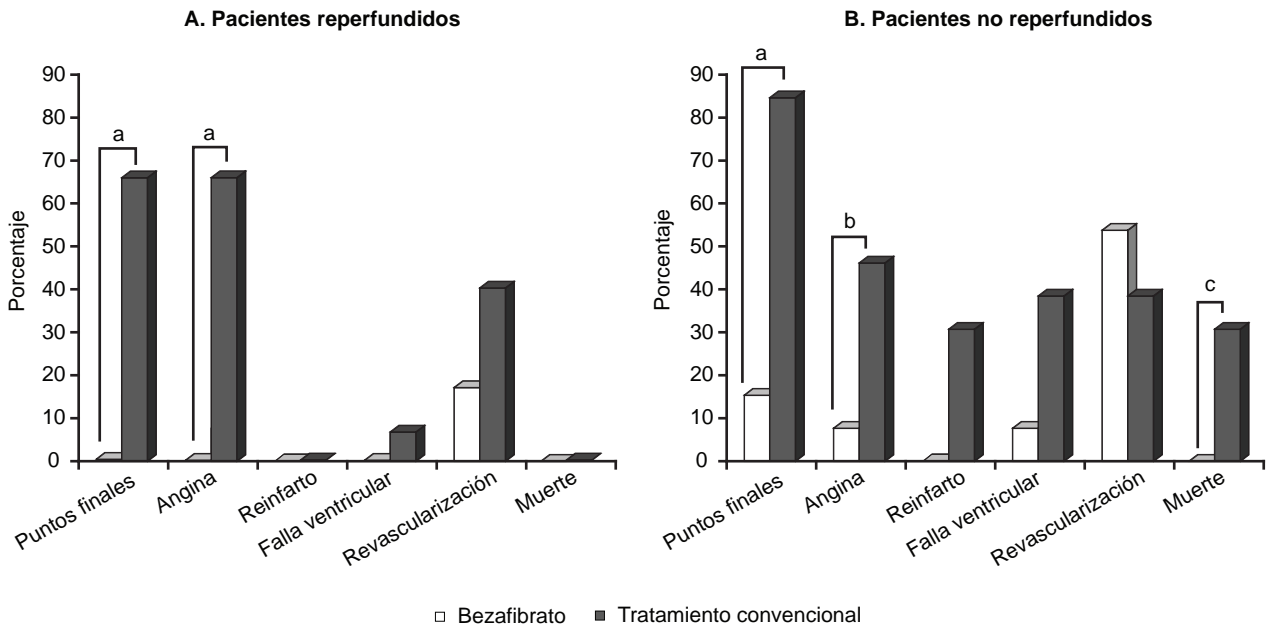 A. Pacientes reperfundidos
Porcentaje
90
80
70
60
50
40
30
20
10
0
a
a
Puntos finales
Angina
Reinfarto
Falla ventricular
Revascularización
Muerte
B. Pacientes no reperfundidos
Porcentaje
90
80
70
60
50
40
30
20
10
0
a
b
c
Puntos finales
Angina
Reinfarto
Falla ventricular
Revascularización
Muerte
Bezafibrato
Tratamiento convencional